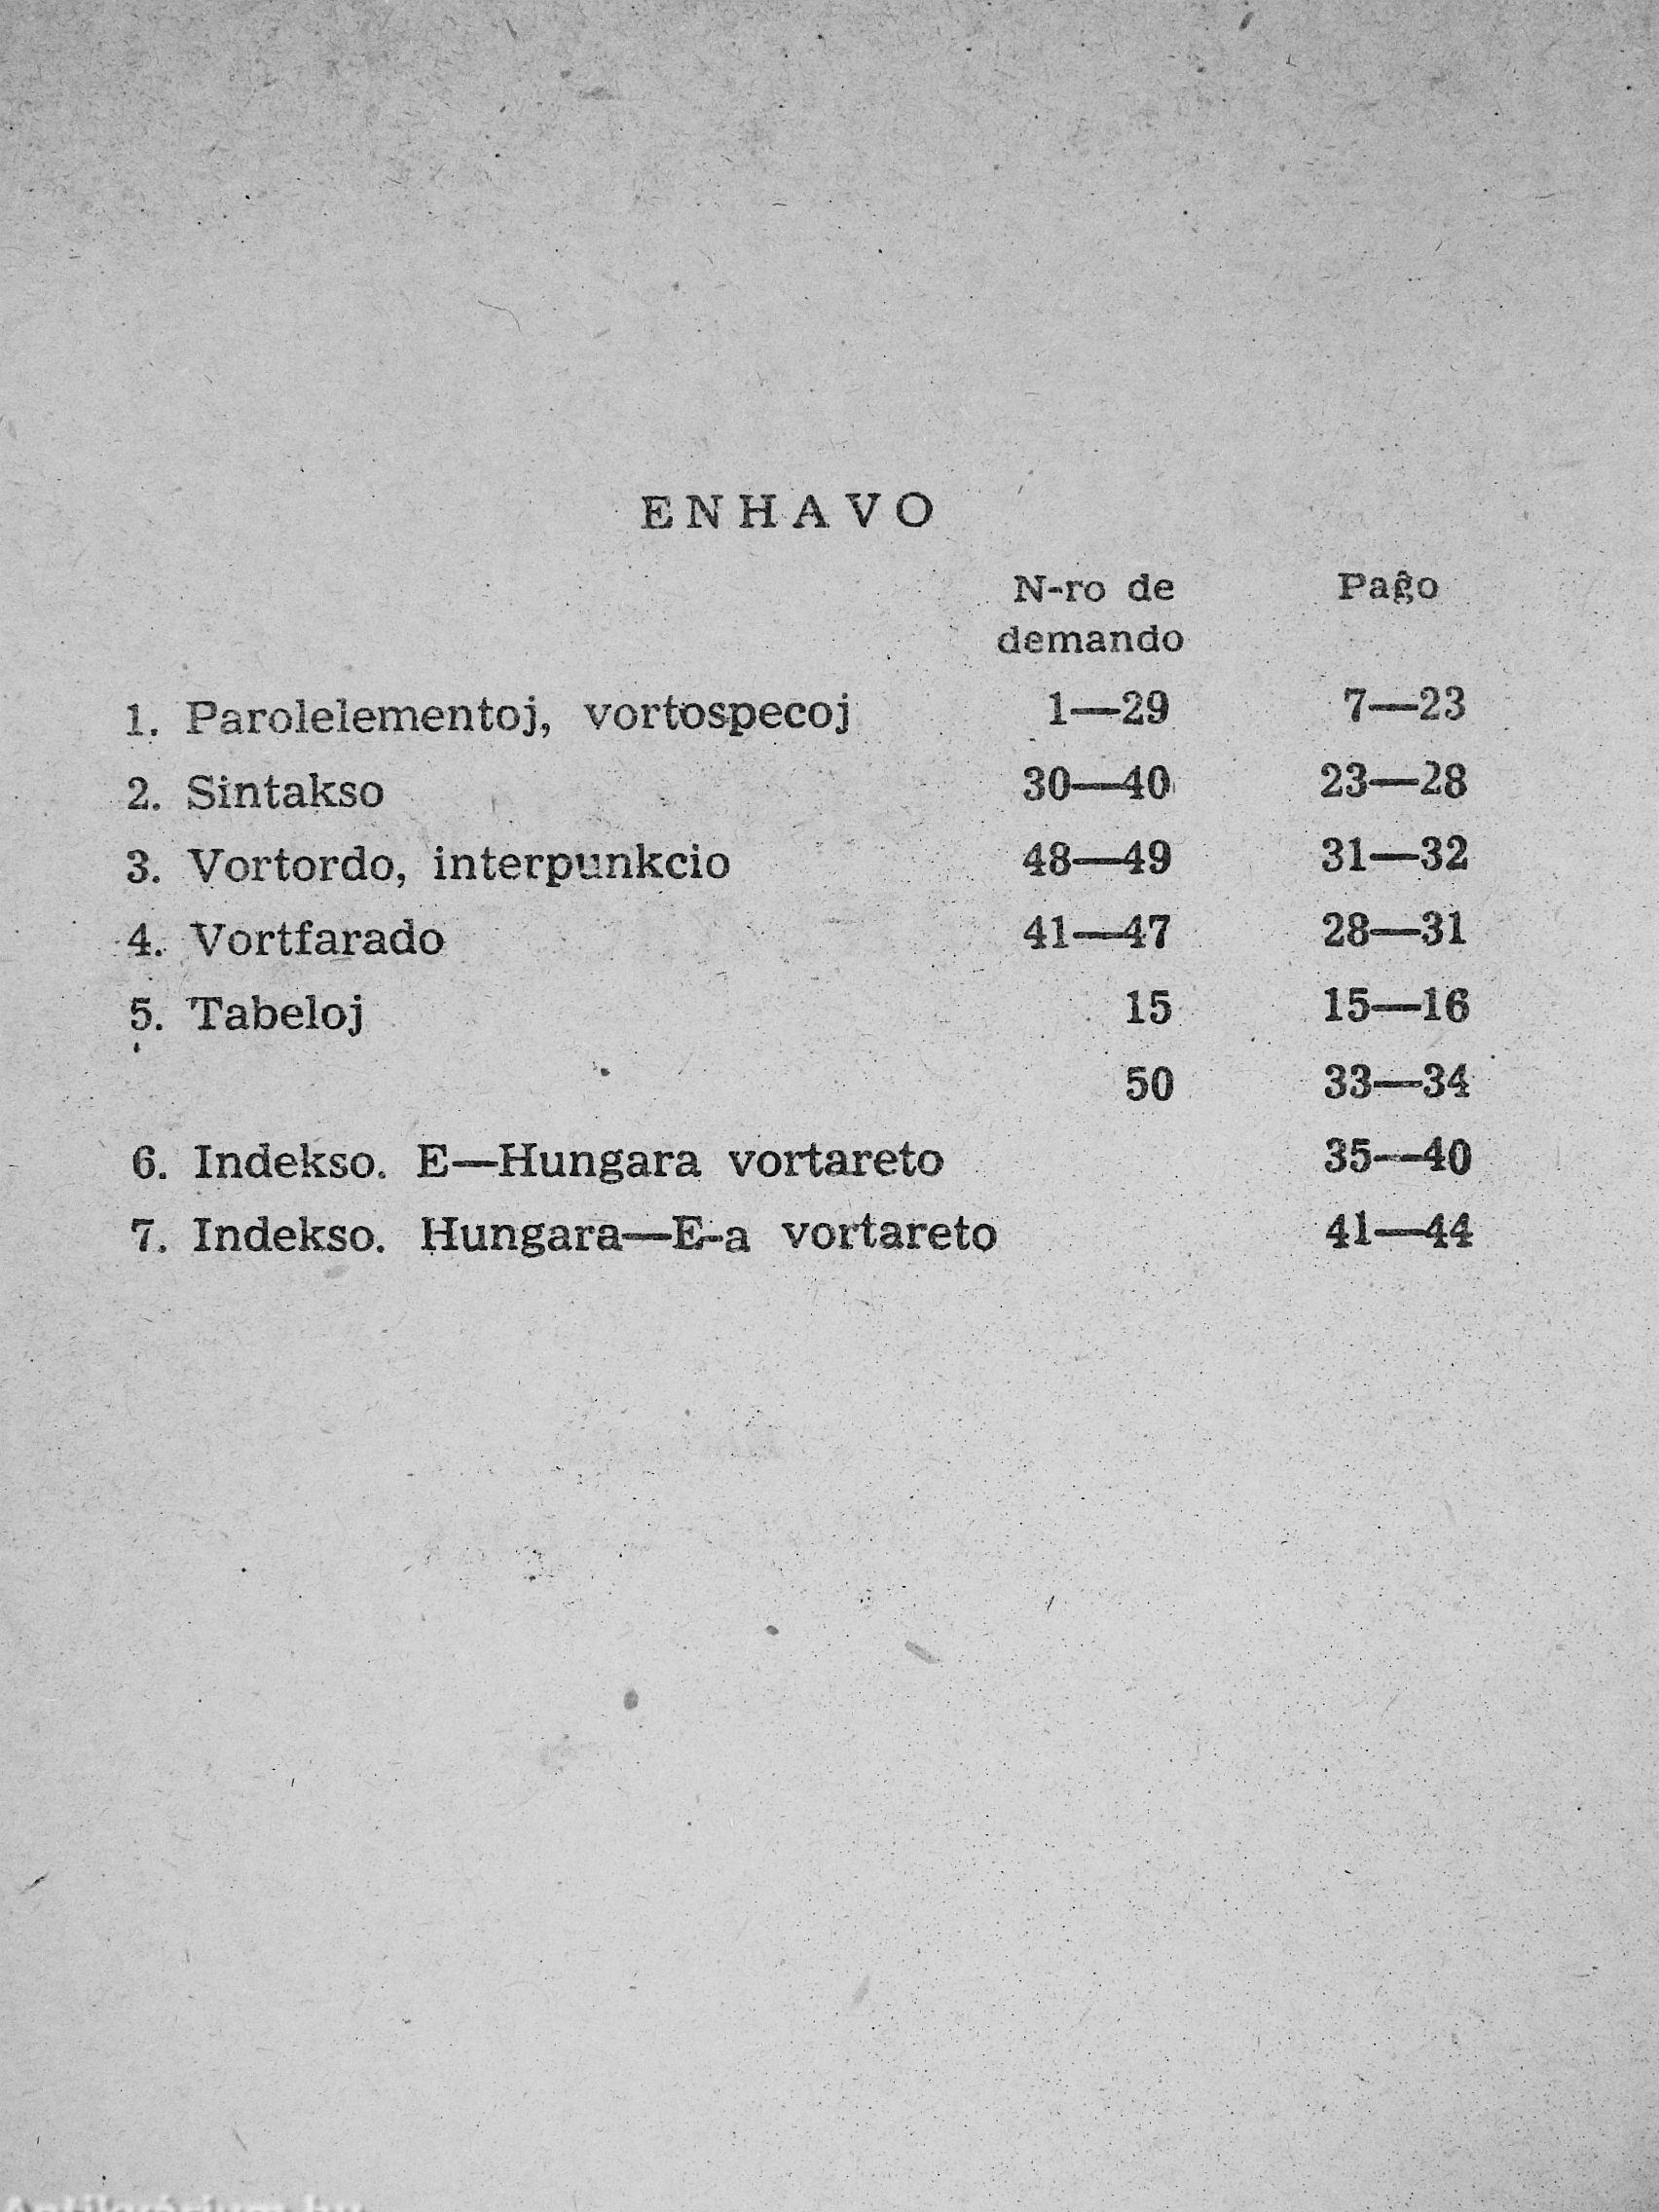 ENHAVO
N-ro de Paĝo
demando
1. Parolelementoj, vortospecoj 1—29 7—23
2. Sintakso 30—40 23—28
3. Vortordo, interpunkcio 48—49 31—32
4. Vortfarado 41—47 28—31
5. Tabeloj 15 15—16
50 33—34
6. Indekso. E—Hungara vortareto 35—40
7. Indekso. Hungara—E-a vortareto 41—44